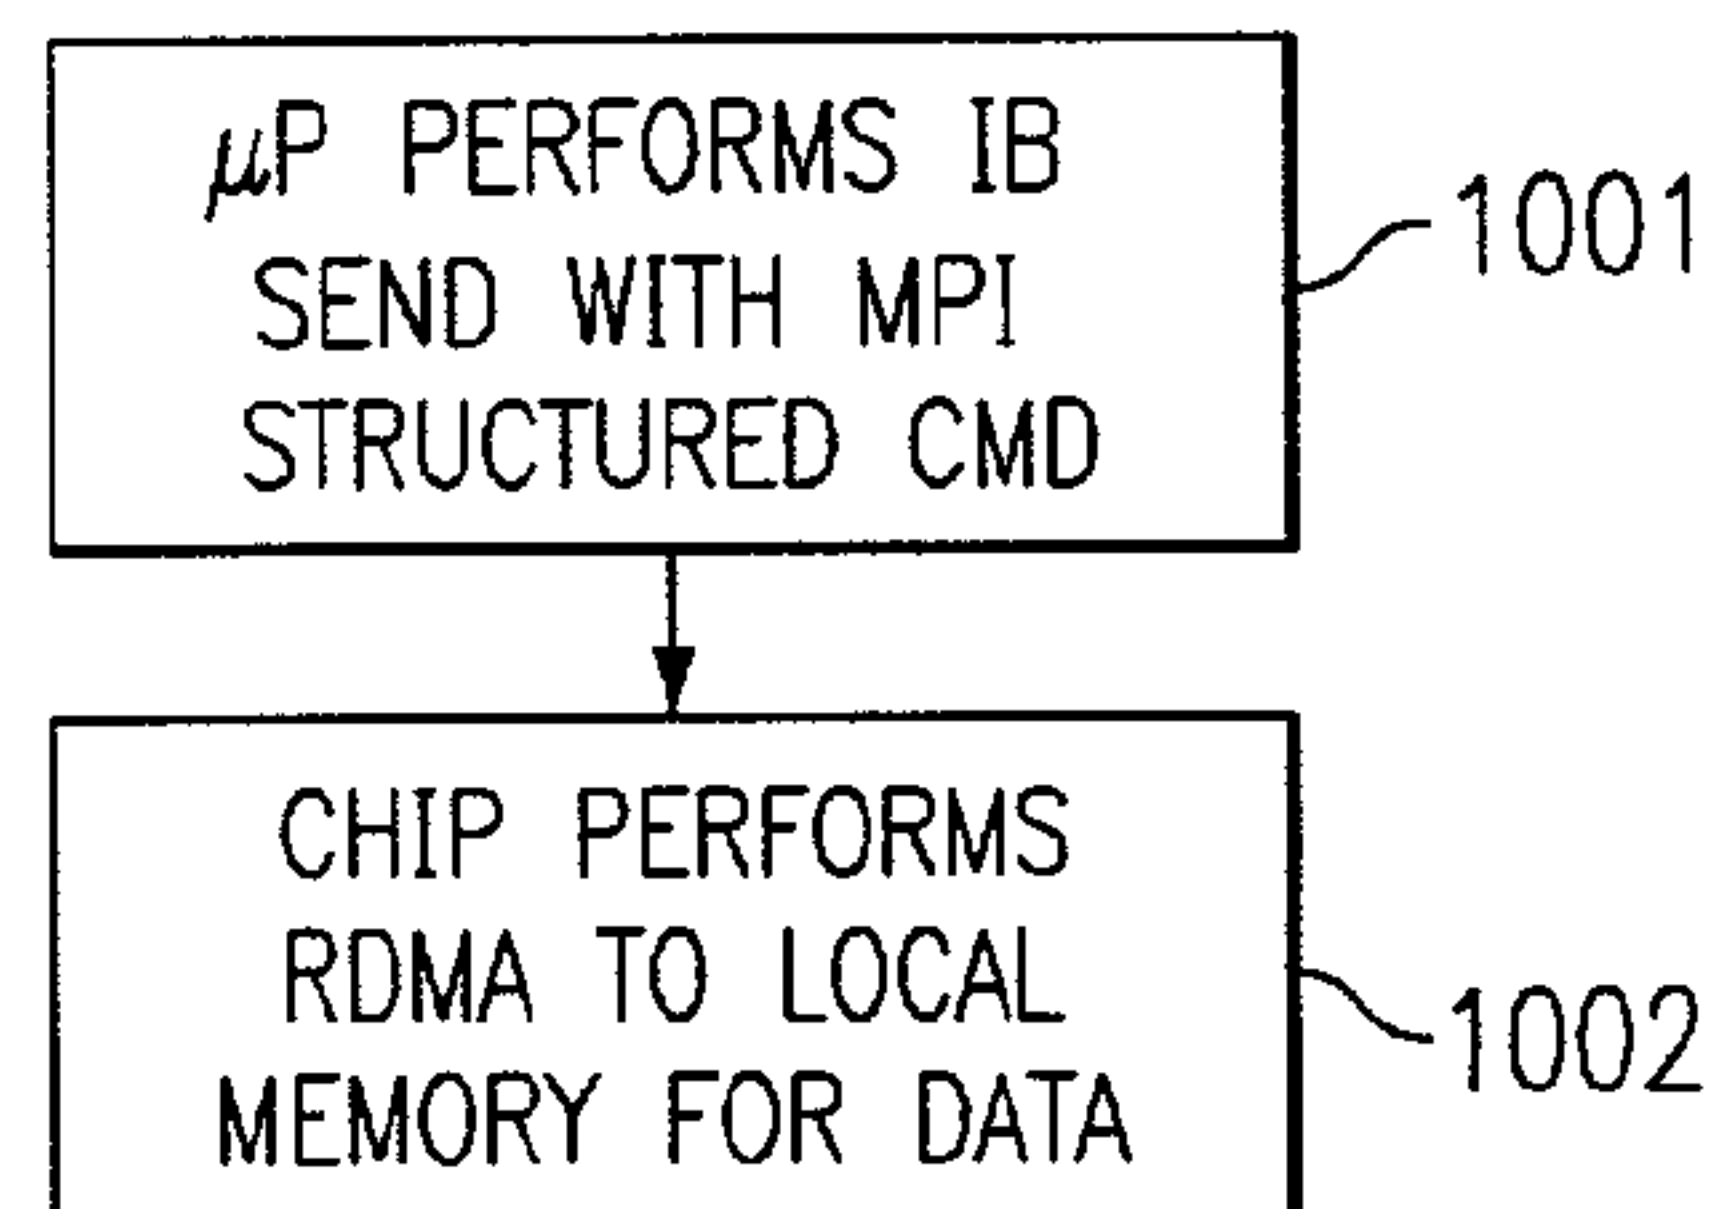 μP PERFORMS IB
SEND WITH MPI
STRUCTURED CMD
1001
CHIP PERFORMS
RDMA TO LOCAL
MEMORY FOR DATA
1002